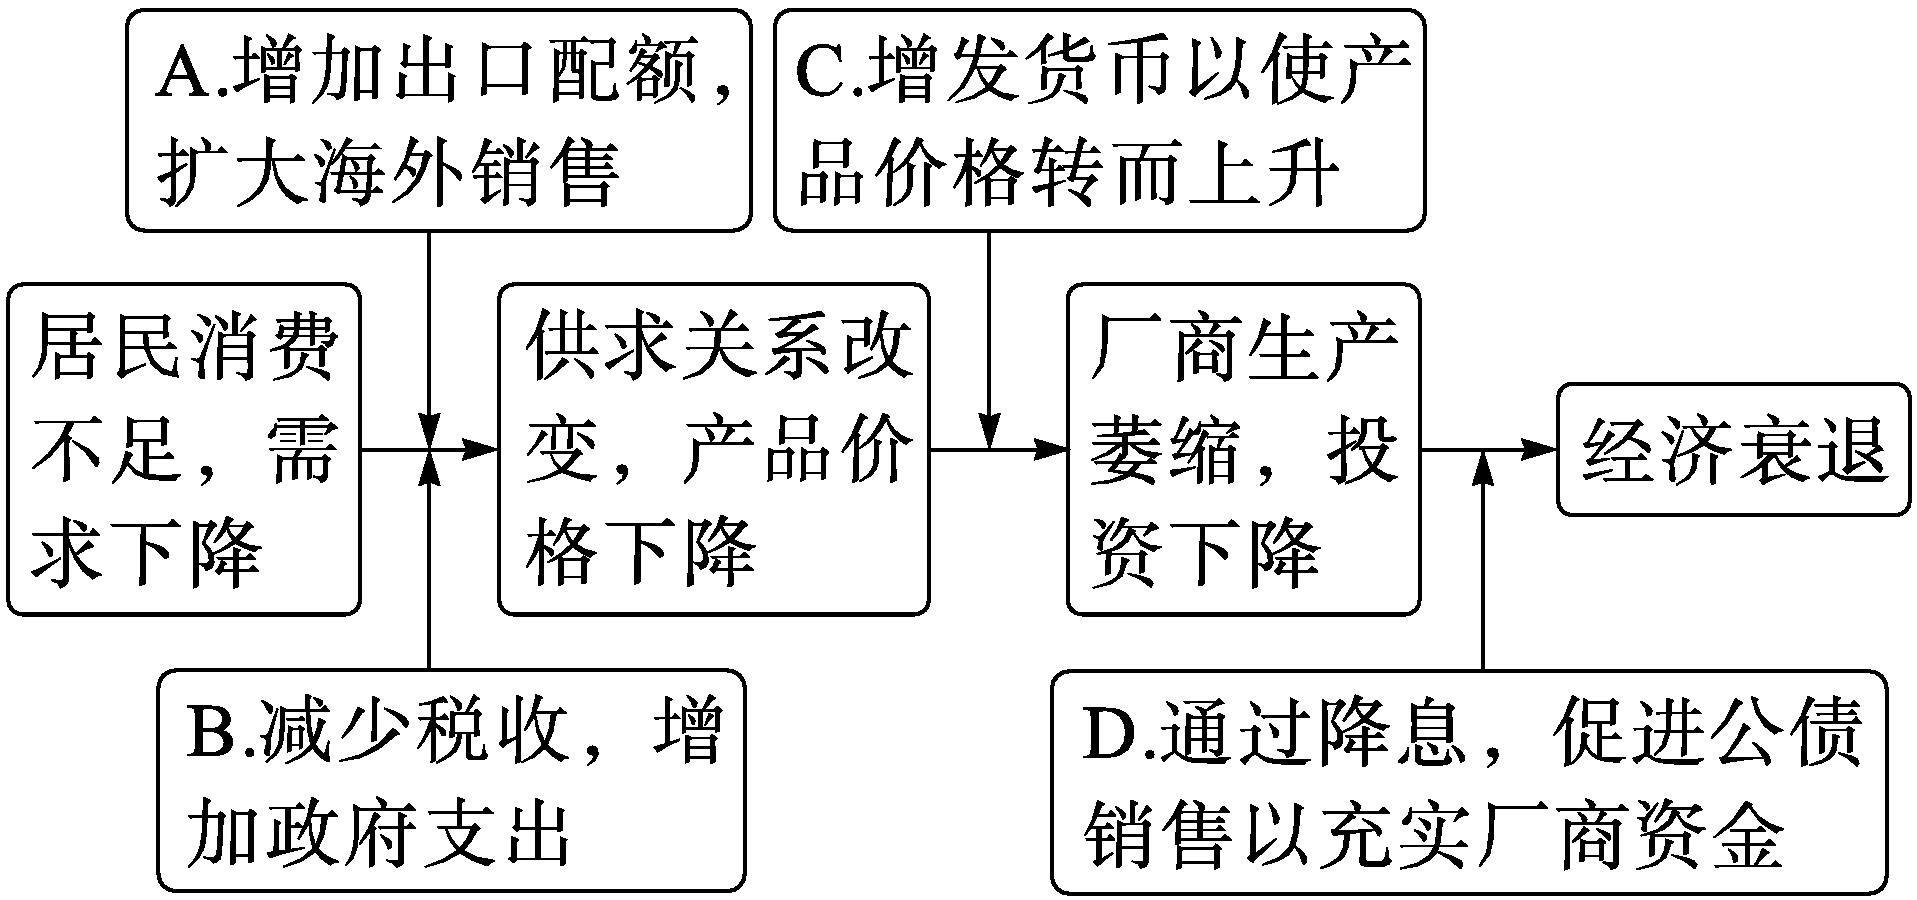 A.增加出口配额，
扩大海外销售
C.增发货币以使产
品价格转而上升
居民消费
不足，需
求下降
供求关系改
变，产品价
格下降
厂商生产
萎缩，投
资下降
经济衰退
B.减少税收，增
加政府支出
D.通过降息，促进公债
销售以充实厂商资金